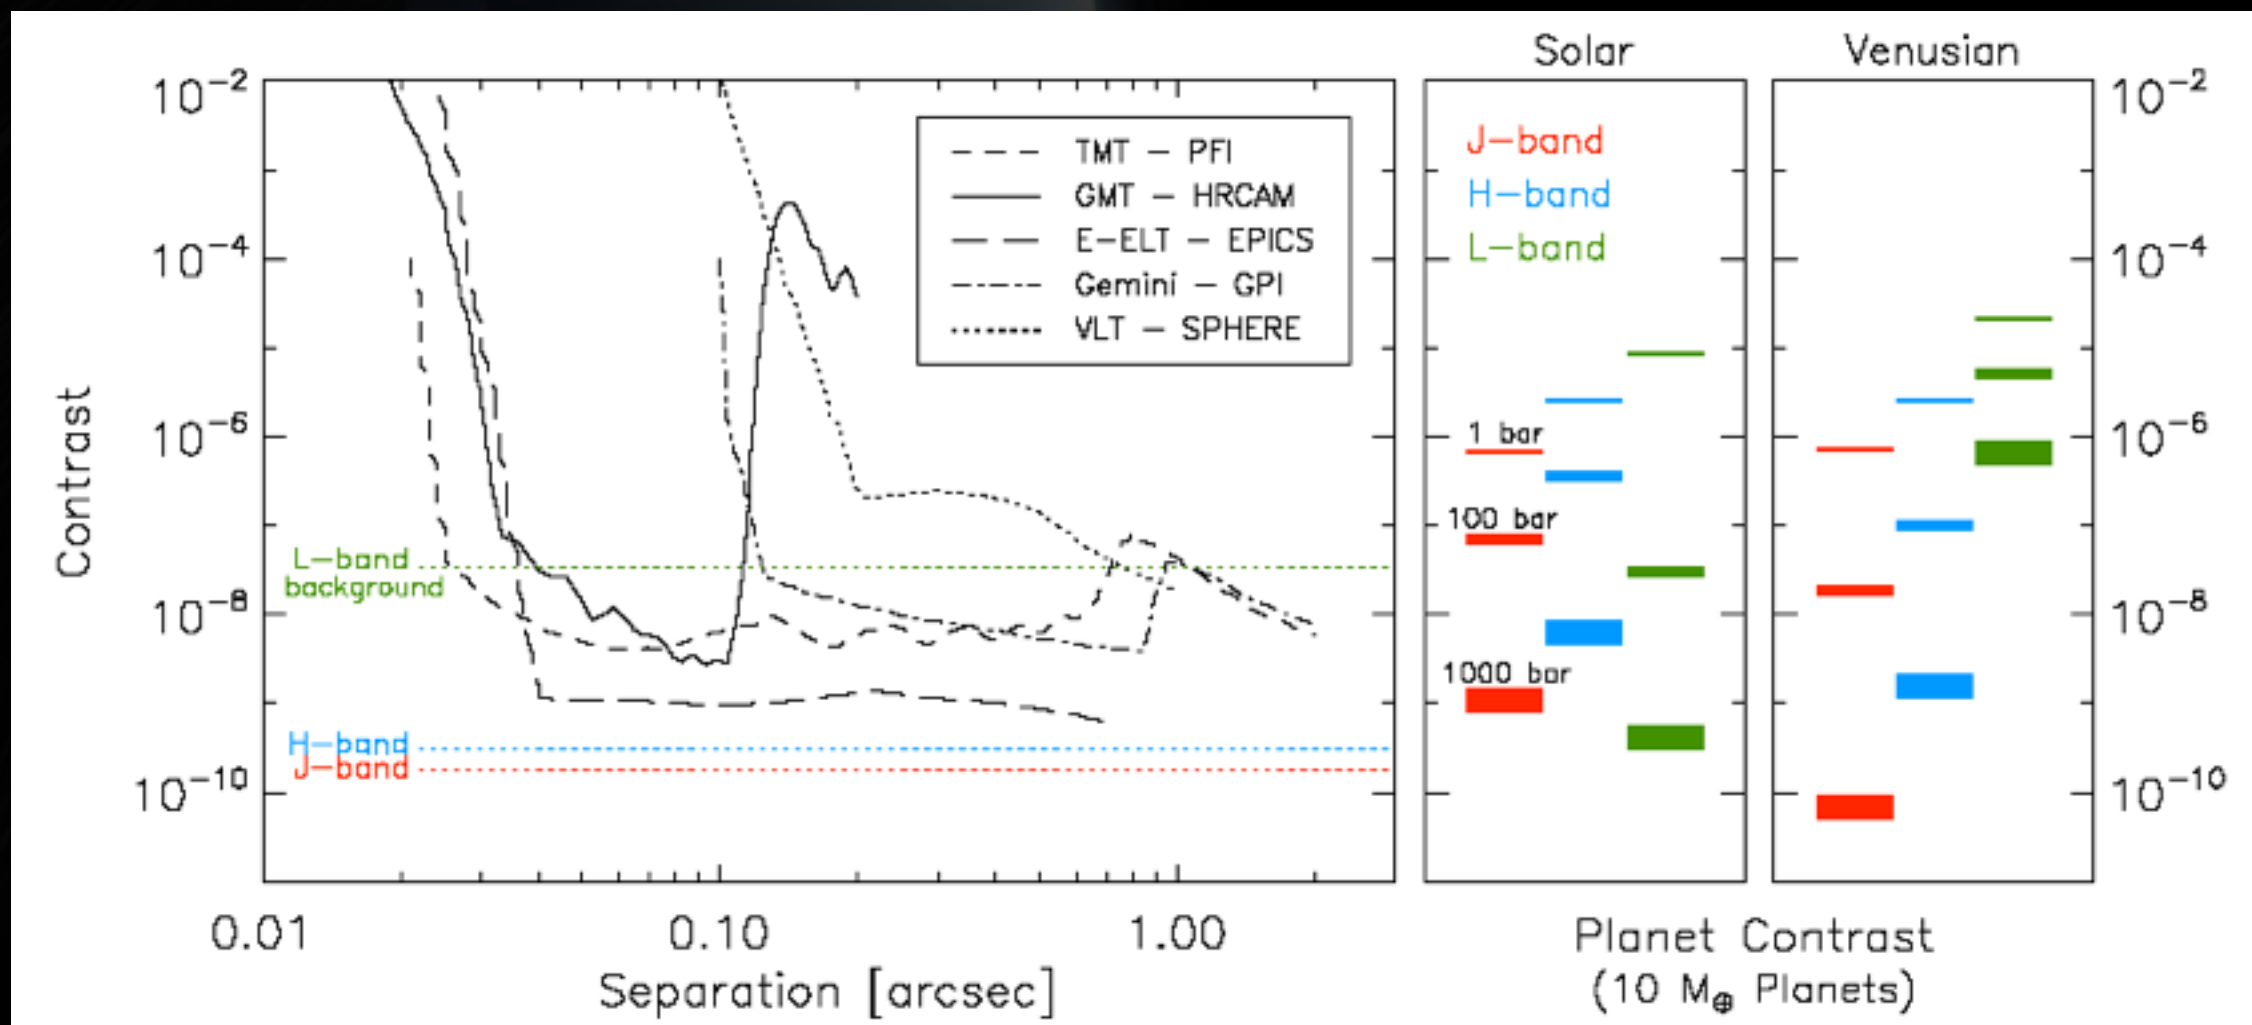 Solar
Venusian
10⁻²
10⁻⁴
10⁻⁶
10⁻⁸
10⁻¹⁰
Contrast
TMT — PFI
GMT — HRCAM
E—ELT — EPICS
Gemini — GPI
VLT — SPHERE
L—band
background
H—band
J—band
0.01
0.10
1.00
Separation [arcsec]
J—band
H—band
L—band
1 bar
100 bar
1000 bar
10⁻²
10⁻⁴
10⁻⁶
10⁻⁸
10⁻¹⁰
Planet Contrast
(10 M⊕ Planets)